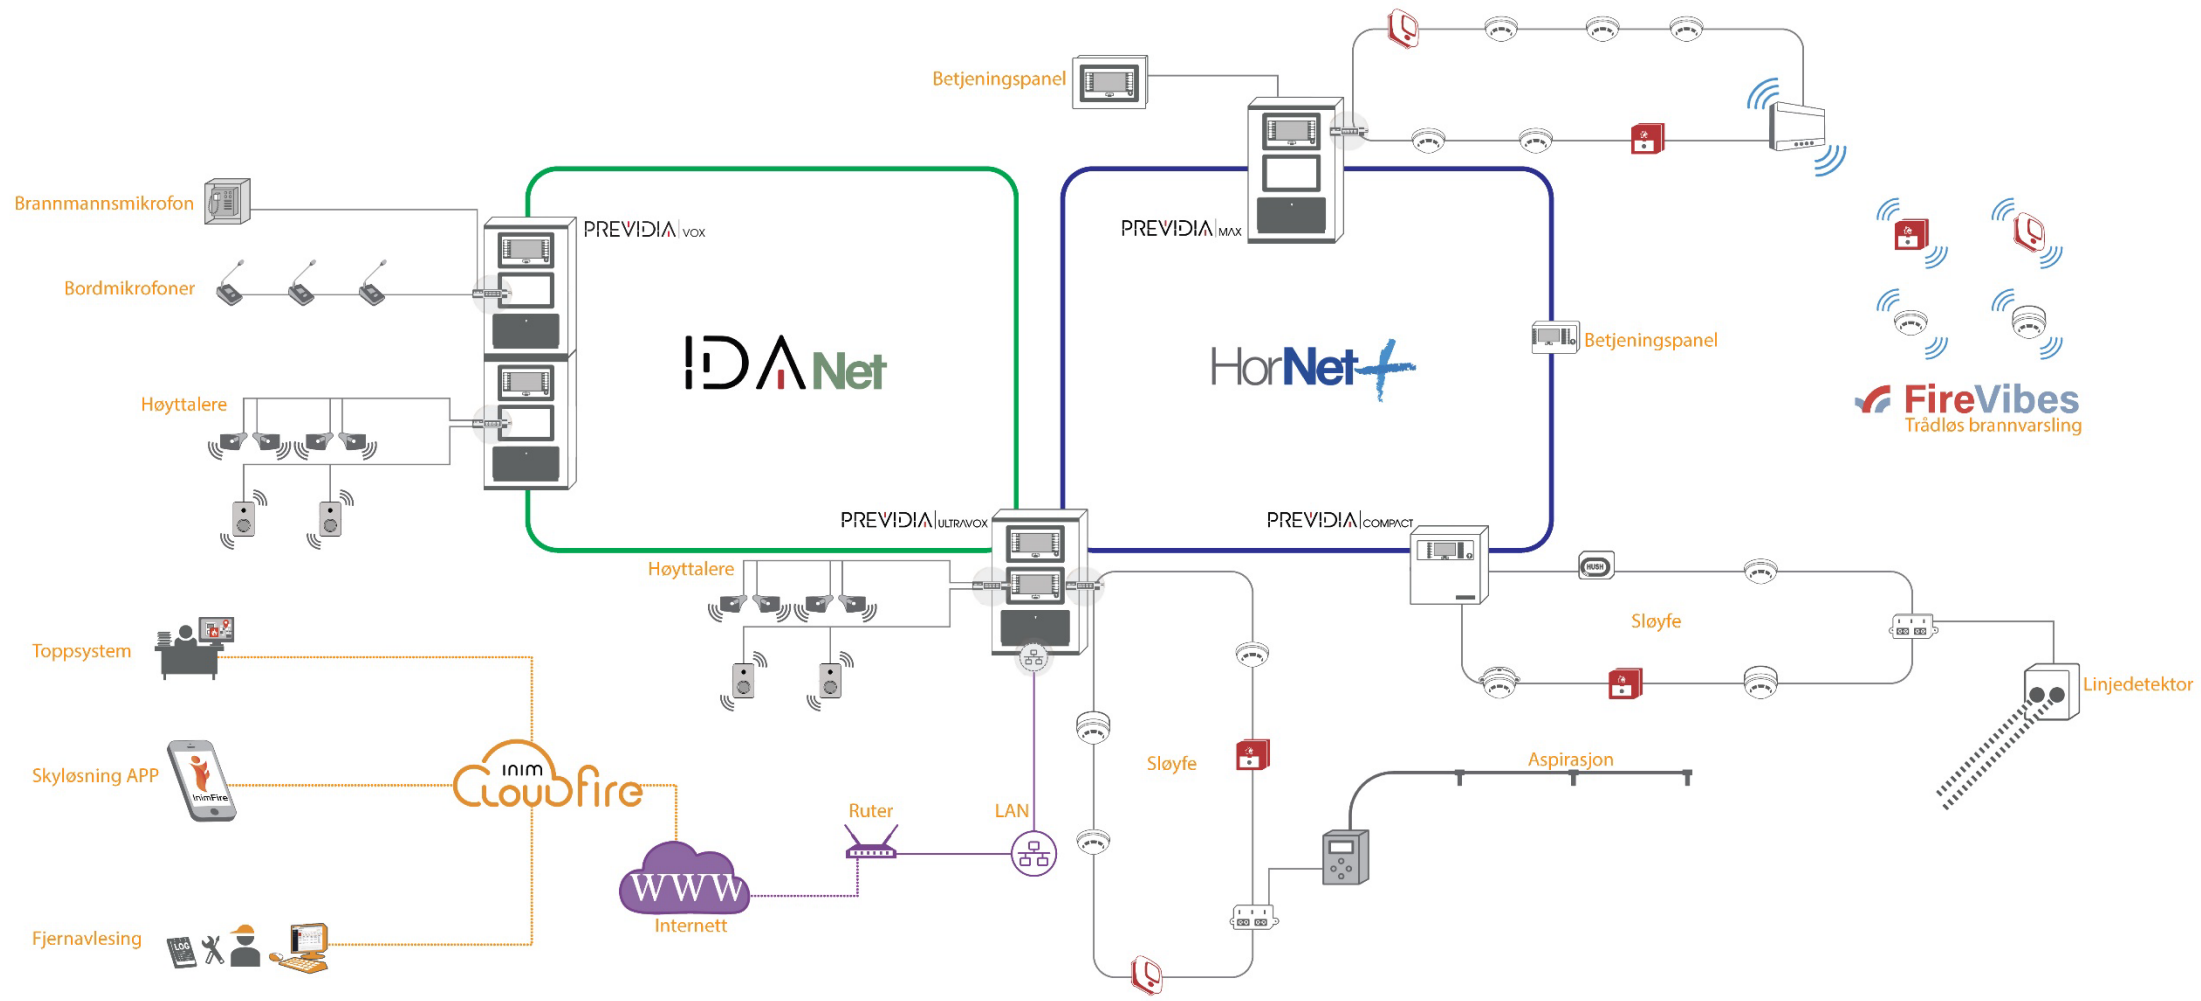 Betjeningspanel
Brannmannsmikrofon
PREVIDIA VOX
PREVIDIA MAX
Bordmikrofoner
IDA Net
HorNet+
Betjeningspanel
Høyttalere
FireVibes
Trådløs brannvarsling
PREVIDIA ULTRAVOX
PREVIDIA COMPACT
Høyttalere
HUSH
Sløyfe
Toppsystem
Linjedetektor
Skyløsning APP
InimFire
inim
Cloudfire
Sløyfe
Aspirasjon
Ruter
LAN
WWW
Internett
Fjernavlesing
LOG